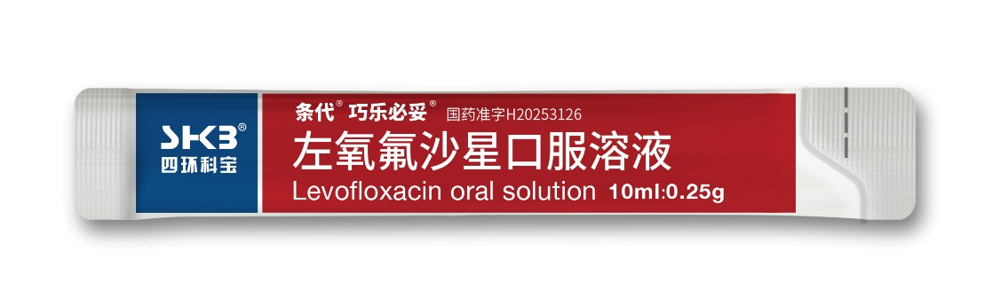 SHKB®
四环科宝
条代® 巧乐必妥® 国药准字H20253126
左氧氟沙星口服溶液
Levofloxacin oral solution 10ml:0.25g